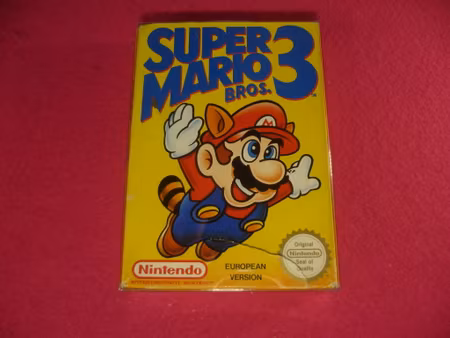 SUPER
MARIO
BROS. 3
M
Original
Nintendo
Seal of
Quality
Nintendo
EUROPEAN
VERSION